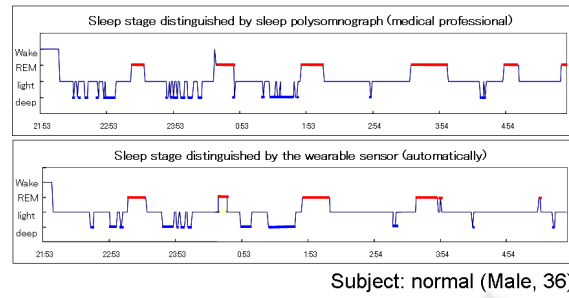 Sleep stage distinguished by sleep polysomnograph (medical professional)
Wake
REM
light
deep
21:53 22:53 23:53 0:53 1:53 2:54 3:54 4:54
Sleep stage distinguished by the wearable sensor (automatically)
Wake
REM
light
deep
21:53 22:53 23:53 0:53 1:53 2:54 3:54 4:54
Subject: normal (Male, 36)